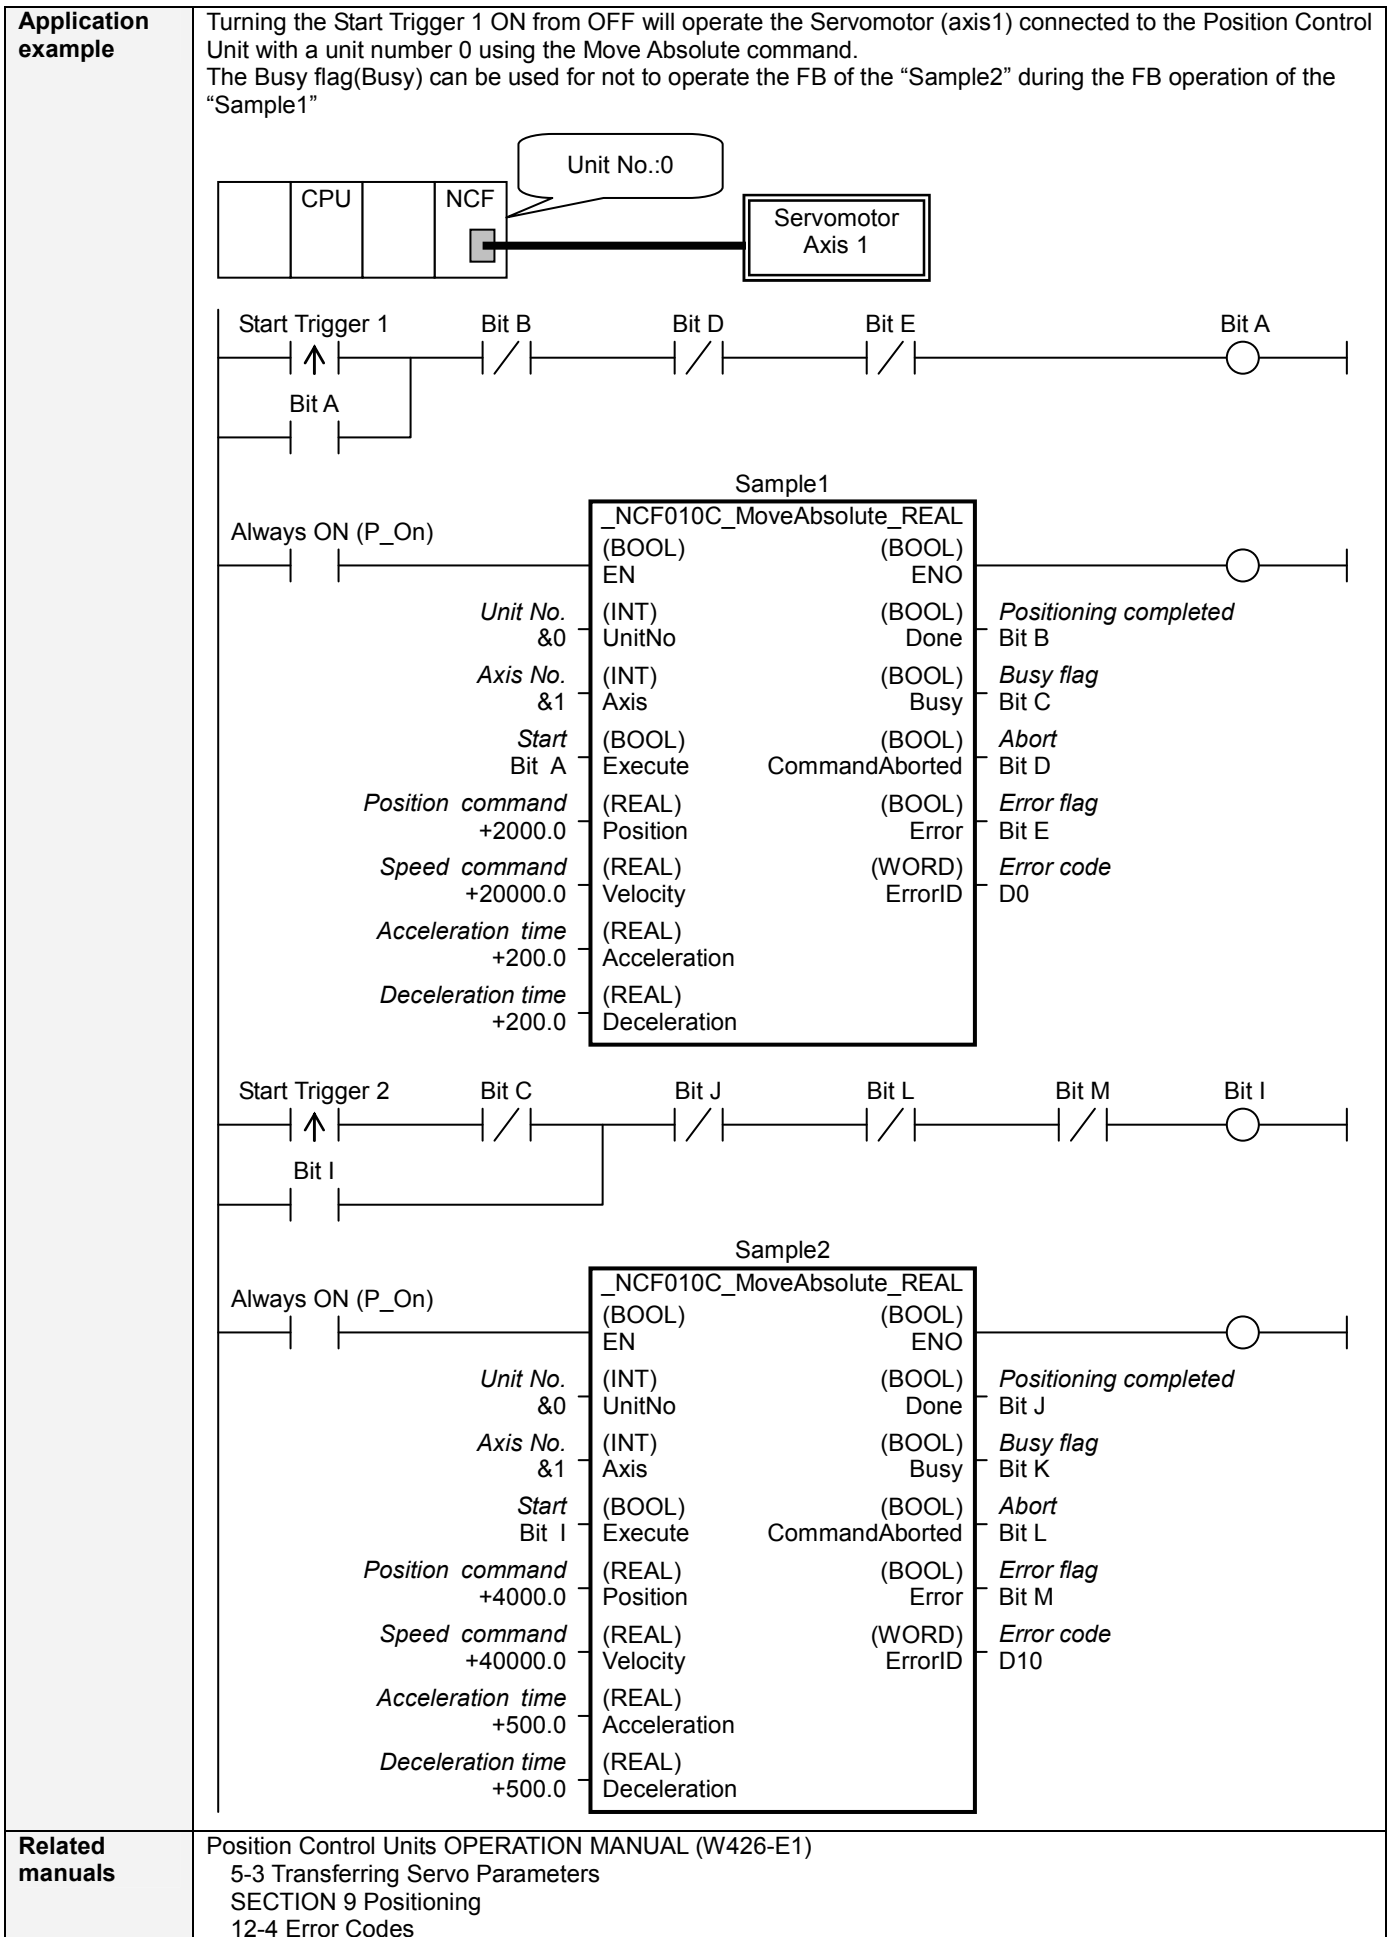 Application example
Turning the Start Trigger 1 ON from OFF will operate the Servomotor (axis1) connected to the Position Control
Unit with a unit number 0 using the Move Absolute command.
The Busy flag(Busy) can be used for not to operate the FB of the “Sample2” during the FB operation of the
“Sample1”
Unit No.:0
CPU NCF
Servomotor
Axis 1
Start Trigger 1 Bit B Bit D Bit E Bit A
Bit A
Sample1
_NCF010C_MoveAbsolute_REAL
Always ON (P_On)
(BOOL) (BOOL)
EN ENO
Unit No. (INT) (BOOL) Positioning completed
&0 UnitNo Done Bit B
Axis No. (INT) (BOOL) Busy flag
&1 Axis Busy Bit C
Start (BOOL) (BOOL) Abort
Bit A Execute CommandAborted Bit D
Position command (REAL) (BOOL) Error flag
+2000.0 Position Error Bit E
Speed command (REAL) (WORD) Error code
+20000.0 Velocity ErrorID D0
Acceleration time (REAL)
+200.0 Acceleration
Deceleration time (REAL)
+200.0 Deceleration
Start Trigger 2 Bit C Bit J Bit L Bit M Bit I
Bit I
Sample2
_NCF010C_MoveAbsolute_REAL
Always ON (P_On)
(BOOL) (BOOL)
EN ENO
Unit No. (INT) (BOOL) Positioning completed
&0 UnitNo Done Bit J
Axis No. (INT) (BOOL) Busy flag
&1 Axis Busy Bit K
Start (BOOL) (BOOL) Abort
Bit I Execute CommandAborted Bit L
Position command (REAL) (BOOL) Error flag
+4000.0 Position Error Bit M
Speed command (REAL) (WORD) Error code
+40000.0 Velocity ErrorID D10
Acceleration time (REAL)
+500.0 Acceleration
Deceleration time (REAL)
+500.0 Deceleration
Related manuals
Position Control Units OPERATION MANUAL (W426-E1)
5-3 Transferring Servo Parameters
SECTION 9 Positioning
12-4 Error Codes